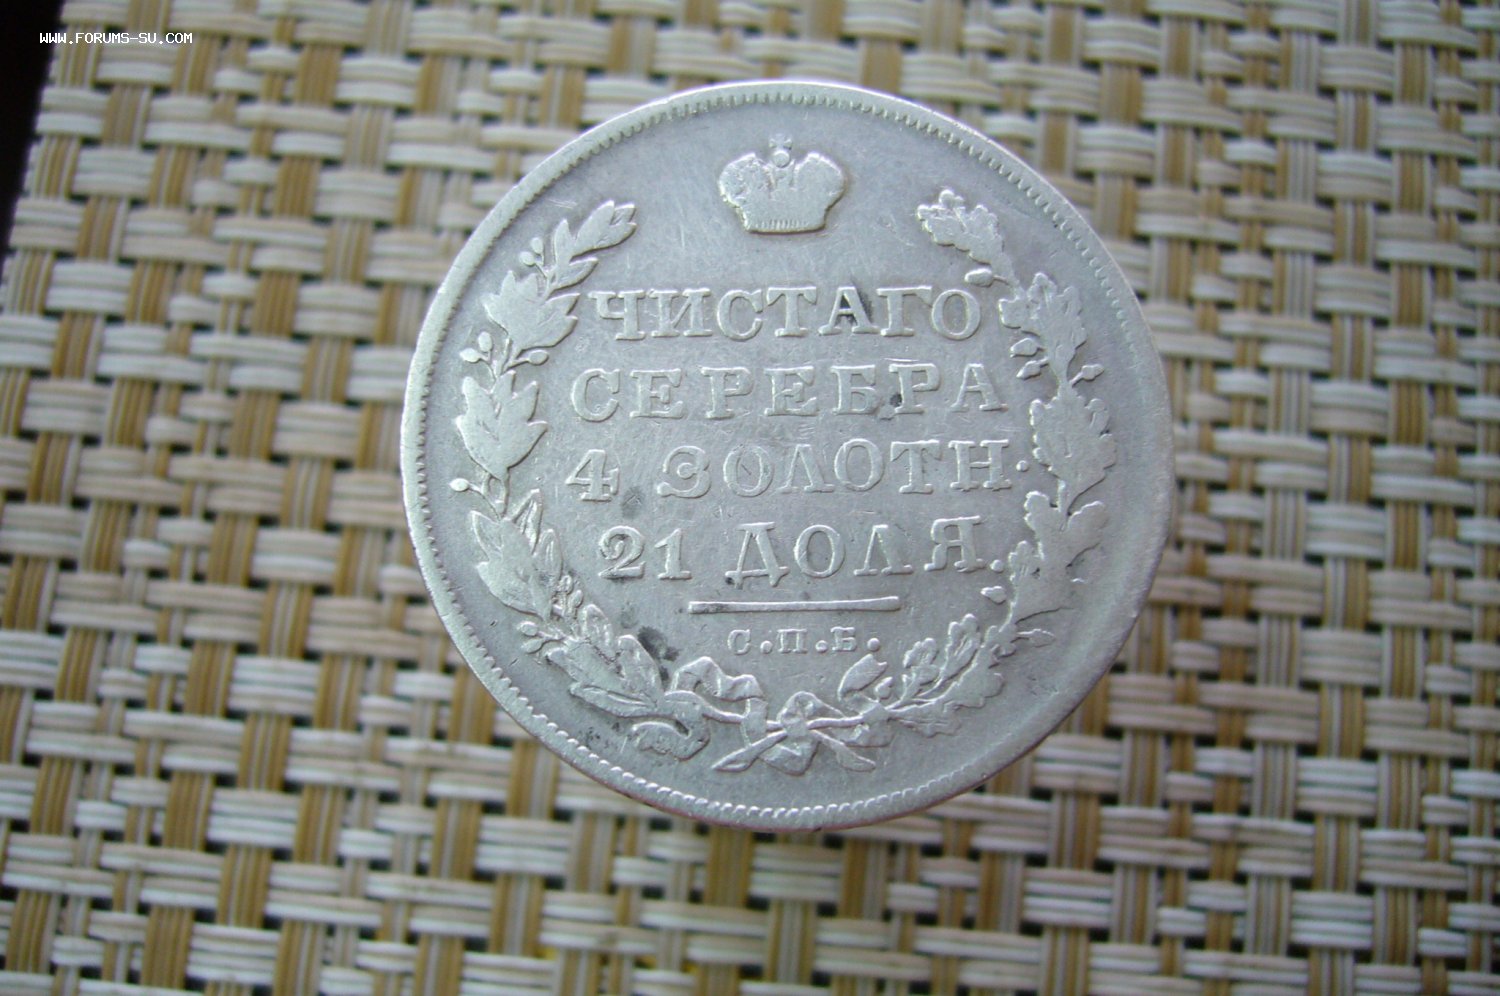 WWW.FORUMS-SU.COM
ЧИСТАГО
СЕРЕБРА
4 ЗОЛОТН.
21 ДОЛЯ.
С.П.Б.